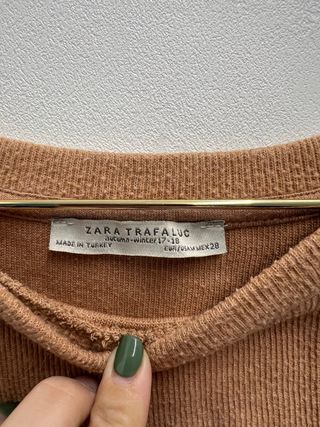 ZARA TRAFALUC
autumn-winter17-18
MADE IN TURKEY
EUR/USA M MEX 28